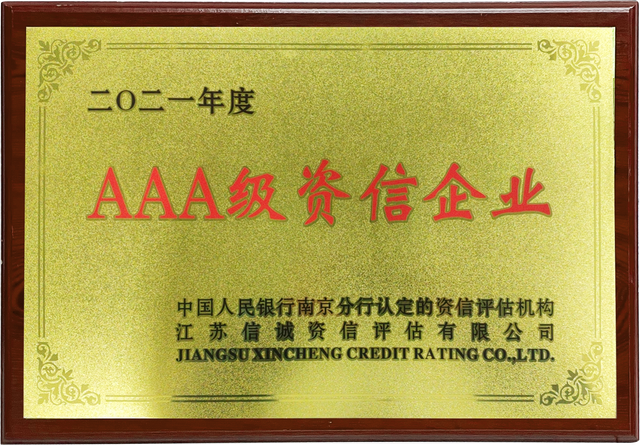 二〇二一年度
AAA级资信企业
中国人民银行南京分行认定的资信评估机构
江苏信诚资信评估有限公司
JIANGSU XINCHENG CREDIT RATING CO.,LTD.